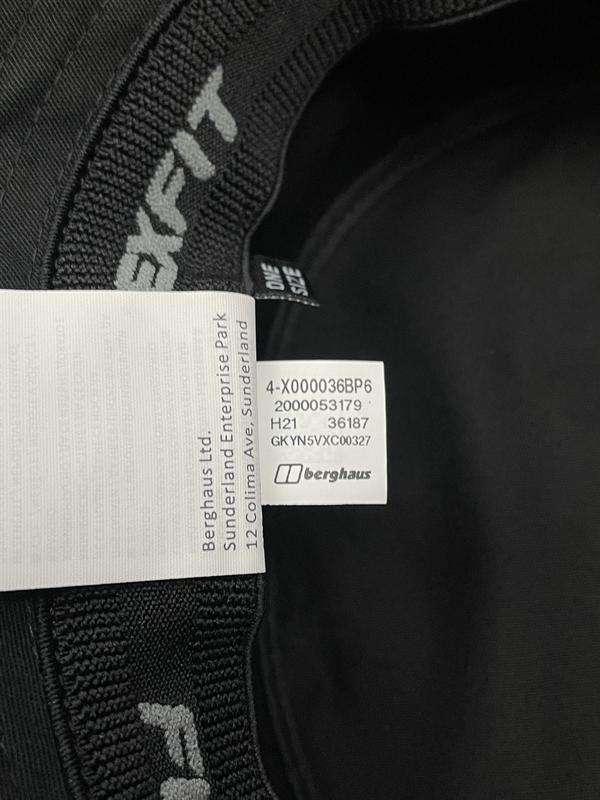 EXFIT
ONE
SIZE
4-X000036BP6
2000053179
H21 36187
GKYN5VXC00327
berghaus
Berghaus Ltd.
Sunderland Enterprise Park
12 Colima Ave, Sunderland
F